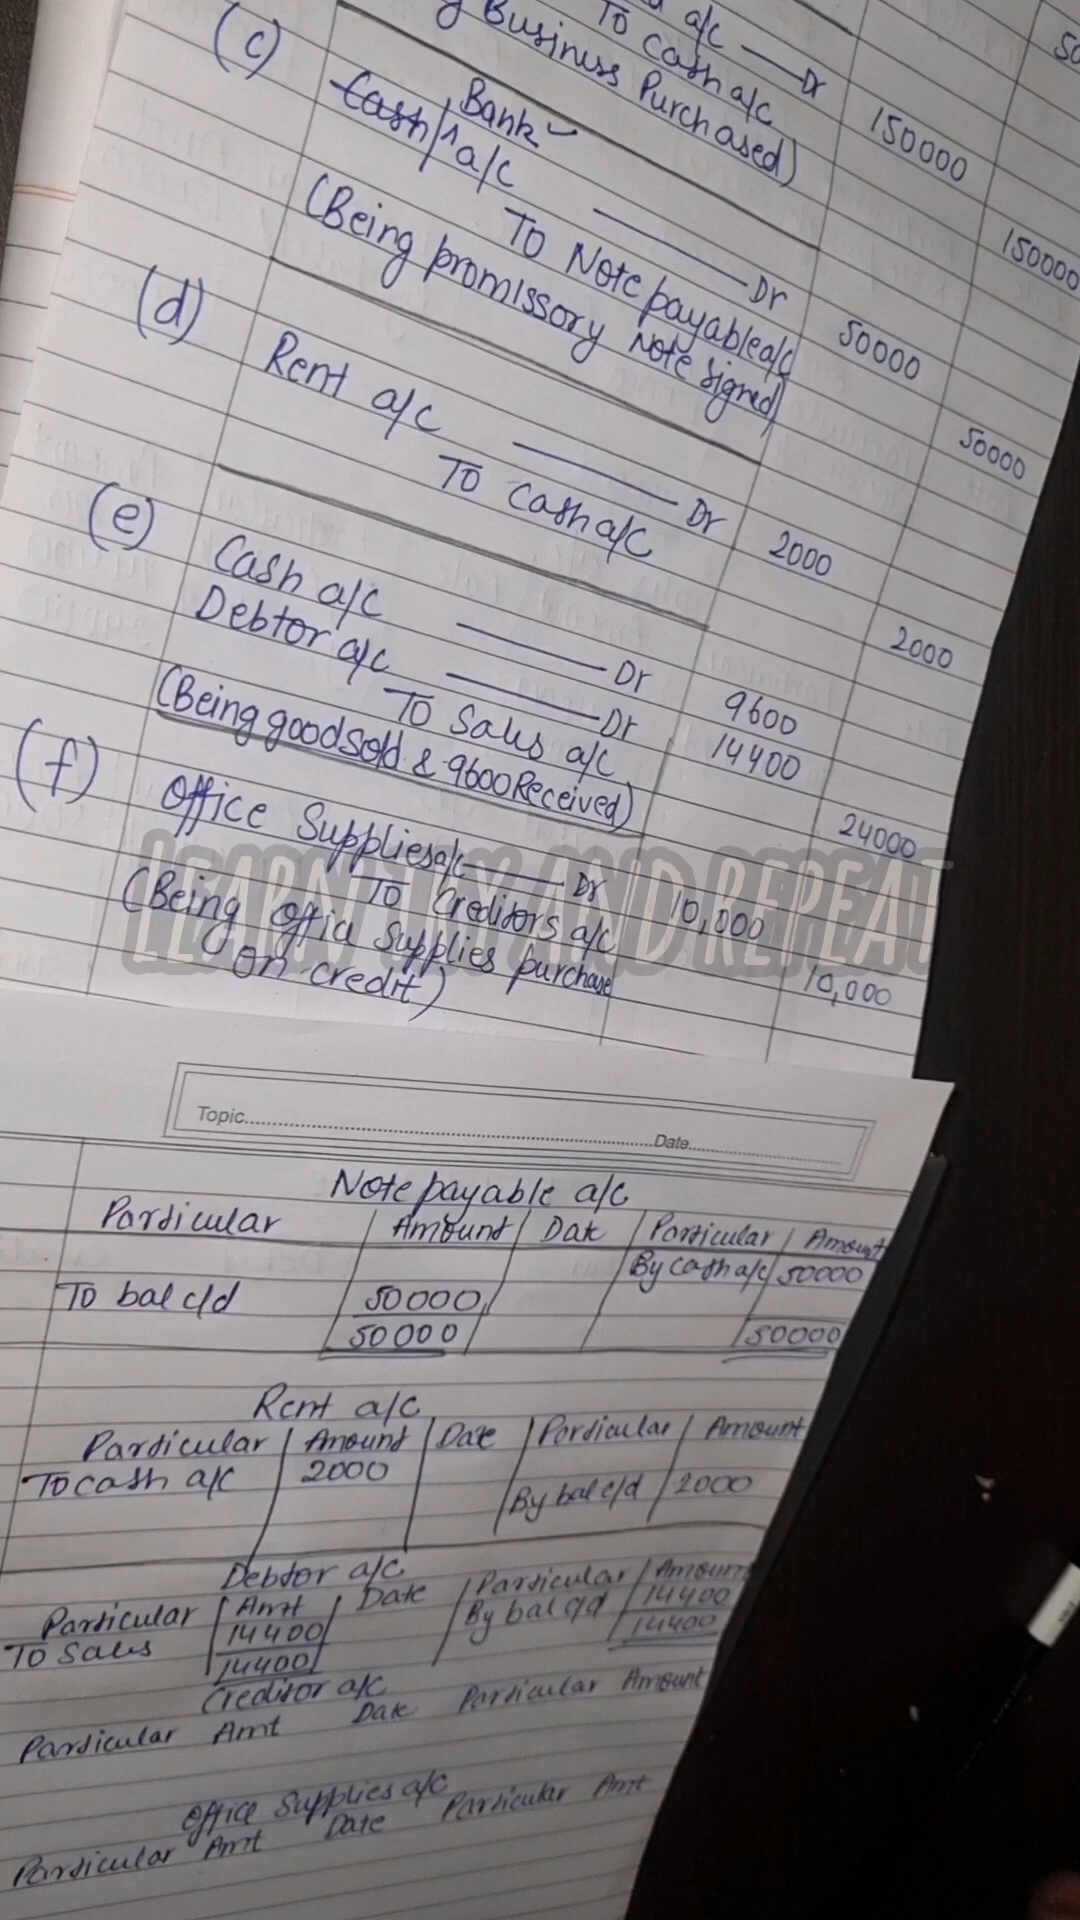 a/c Dr 50
To cash a/c
g Business Purchased) 150000
150000
(c) Cash/ Bank a/c Dr 50000
To Note payable a/c 50000
(Being promissory Note signed)
(d) Rent a/c Dr 2000
To cash a/c 2000
(e) Cash a/c Dr 9600
Debtor a/c Dr 14400
To Sales a/c 24000
(Being good sold & 9600 Received)
(f) Office Supplies a/c Dr 10,000
To Creditors a/c 10,000
(Being office supplies purchase
on credit)
LEARN TRY AND REPEAT
Topic Date
Note payable a/c
Particular Amount Date Particular Amount
By cash a/c 50000
To bal c/d 50000
50000 50000
Rent a/c
Particular Amount Date Particular Amount
To cash a/c 2000
By bal c/d 2000
Debtor a/c
Particular Amt Date Particular Amount
To Sales 14400 By bal c/d 14400
14400 14400
Creditor a/c
Particular Amt Date Particular Amount
Office Supplies a/c
Particular Amt Date Particular Amt